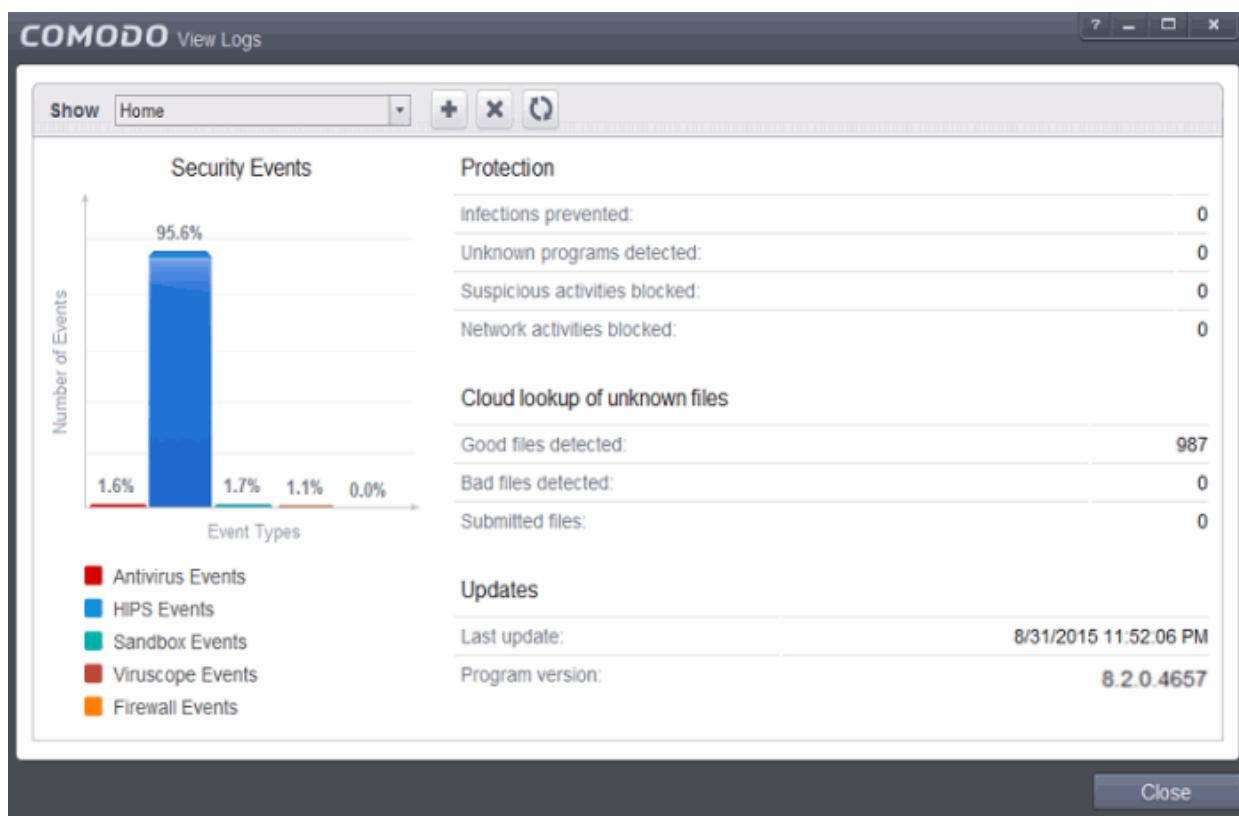 COMODO View Logs
Show Home
Security Events
95.6%
1.6% 1.7% 1.1% 0.0%
Number of Events
Event Types
Antivirus Events
HIPS Events
Sandbox Events
Viruscope Events
Firewall Events
Protection
Infections prevented: 0
Unknown programs detected: 0
Suspicious activities blocked: 0
Network activities blocked: 0
Cloud lookup of unknown files
Good files detected: 987
Bad files detected: 0
Submitted files: 0
Updates
Last update: 8/31/2015 11:52:06 PM
Program version: 8.2.0.4657
Close